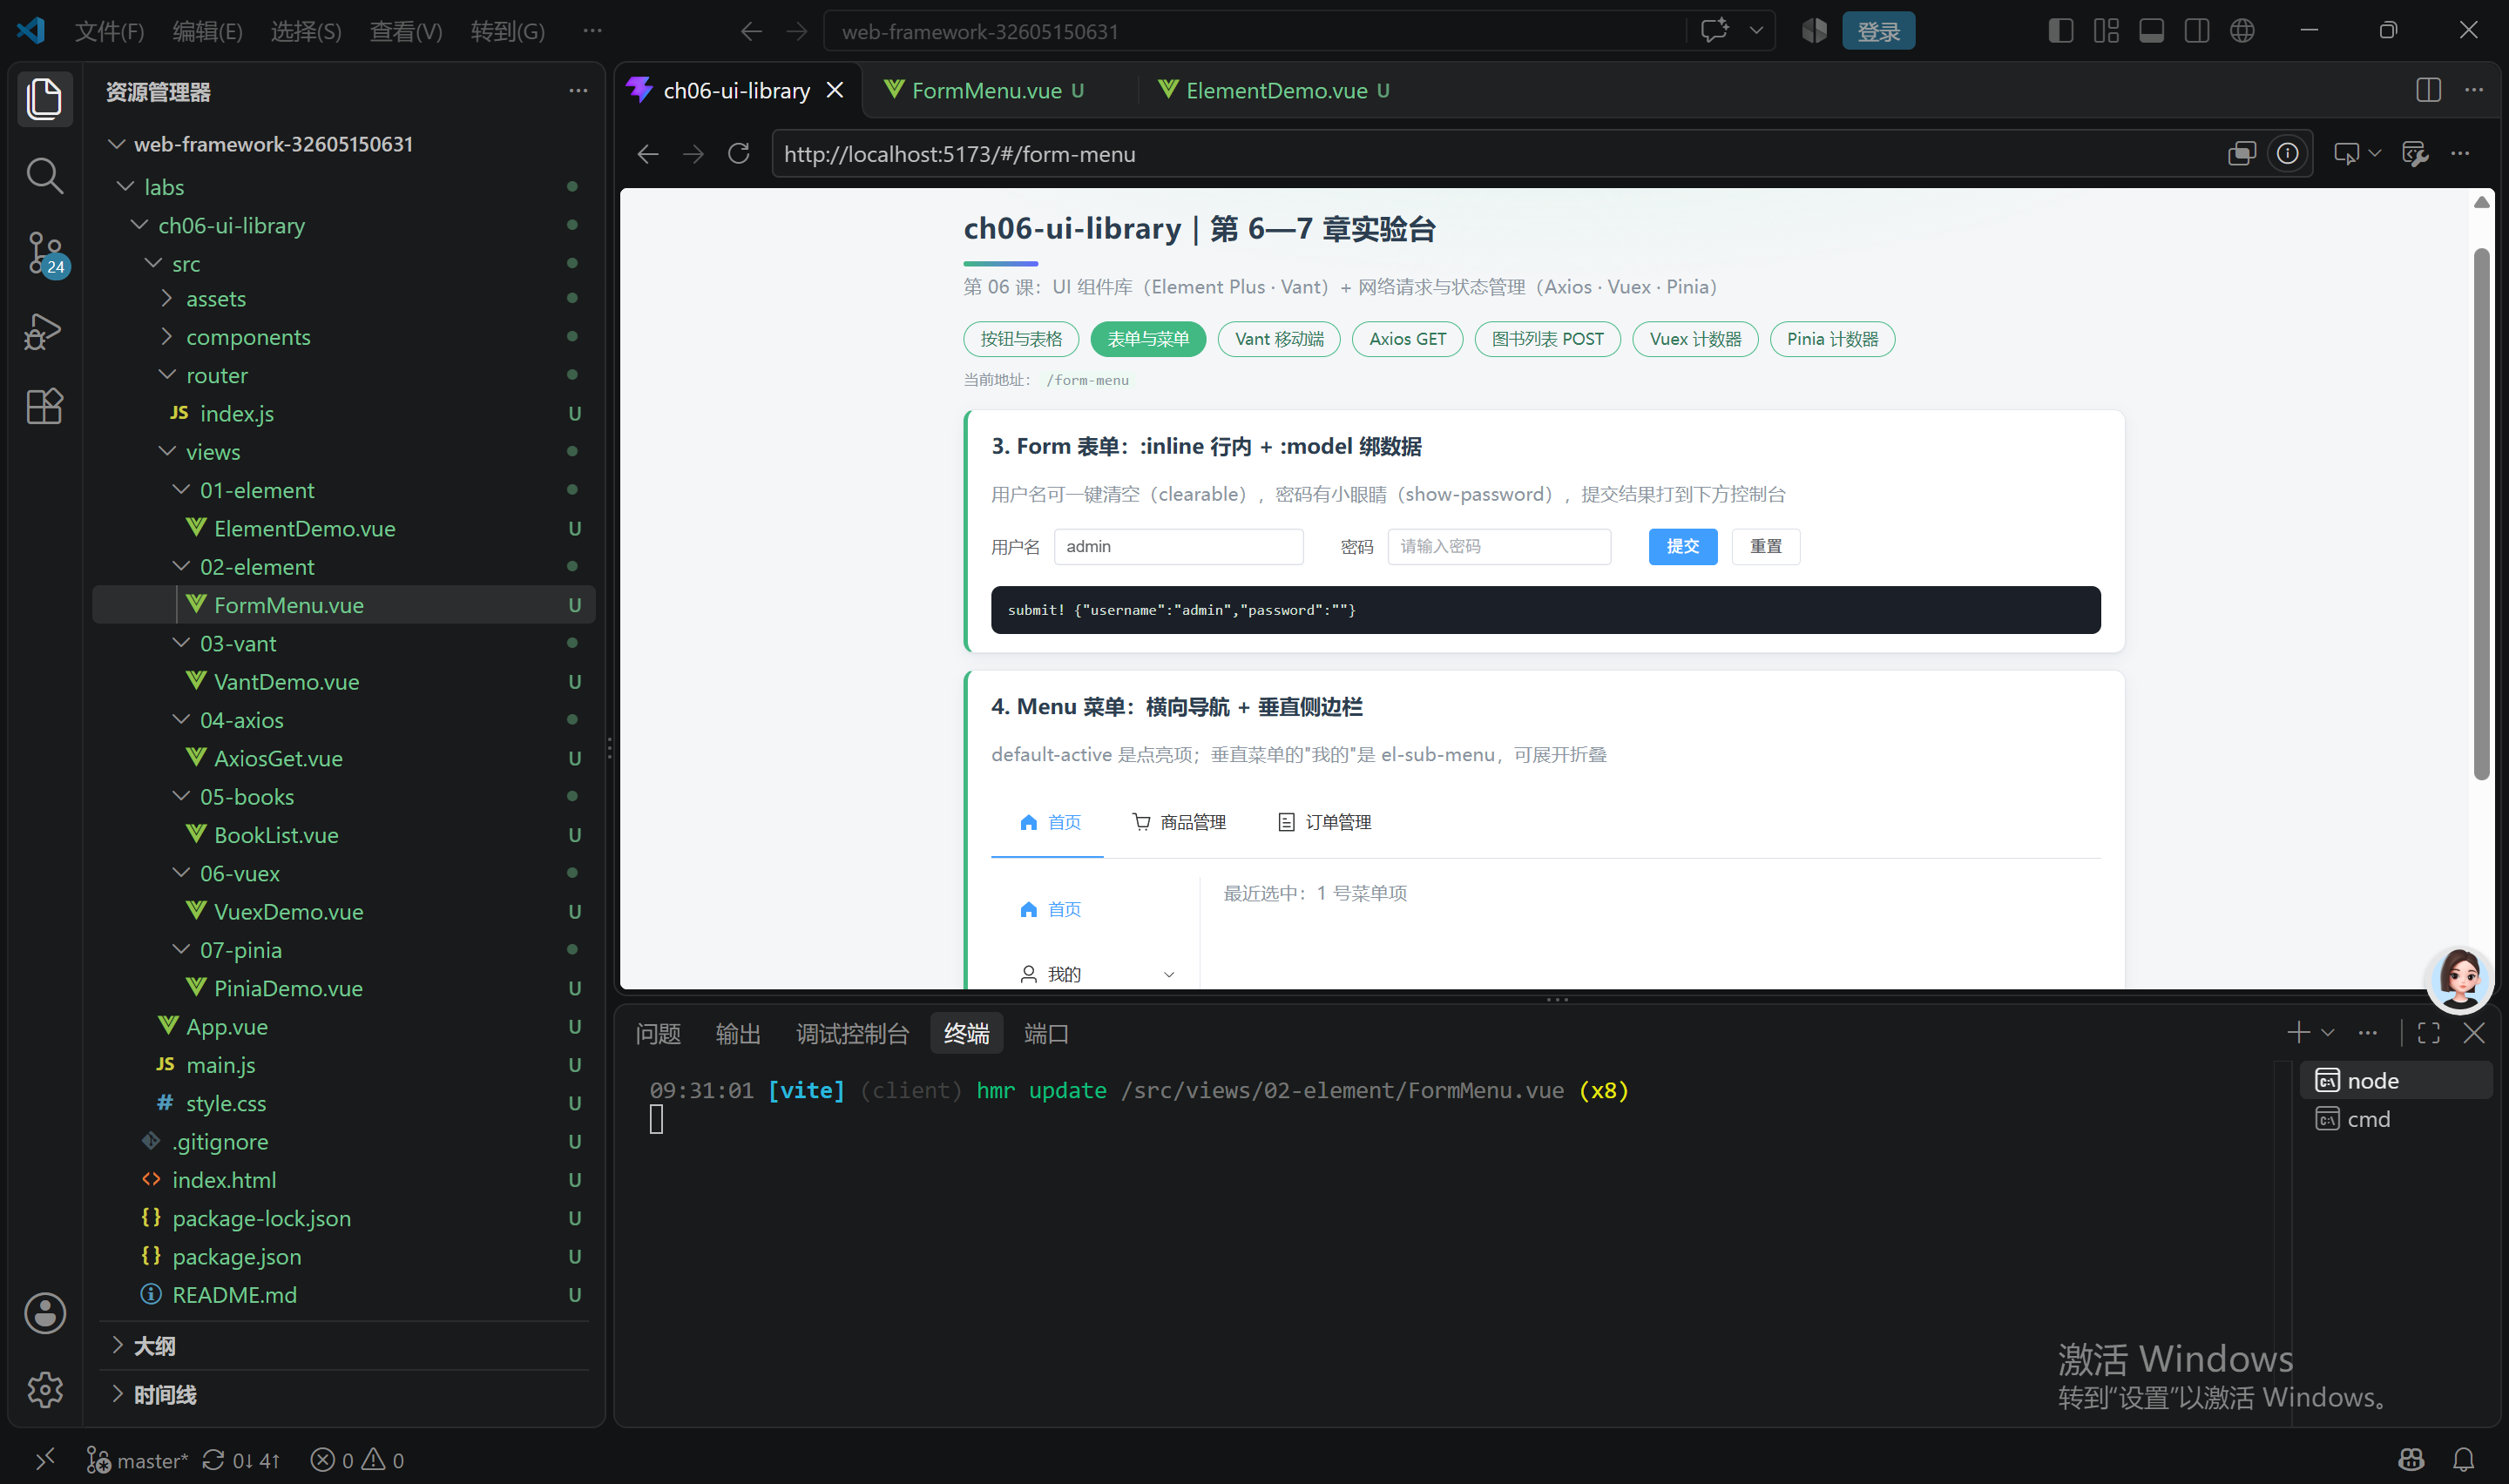 文件(F) 编辑(E) 选择(S) 查看(V) 转到(G) ··· web-framework-32605150631 登录
资源管理器 ···
web-framework-32605150631
labs
ch06-ui-library
src
assets
components
router
JS index.js U
views
01-element
ElementDemo.vue U
02-element
FormMenu.vue U
03-vant
VantDemo.vue U
04-axios
AxiosGet.vue U
05-books
BookList.vue U
06-vuex
VuexDemo.vue U
07-pinia
PiniaDemo.vue U
App.vue U
JS main.js U
# style.css U
.gitignore U
<> index.html U
{} package-lock.json U
{} package.json U
README.md U
大纲
时间线
24
ch06-ui-library FormMenu.vue U ElementDemo.vue U
http://localhost:5173/#/form-menu
ch06-ui-library | 第 6—7 章实验台
第 06 课：UI 组件库（Element Plus · Vant）+ 网络请求与状态管理（Axios · Vuex · Pinia）
按钮与表格 表单与菜单 Vant 移动端 Axios GET 图书列表 POST Vuex 计数器 Pinia 计数器
当前地址： /form-menu
3. Form 表单：:inline 行内 + :model 绑数据
用户名可一键清空（clearable），密码有小眼睛（show-password），提交结果打到下方控制台
用户名 admin 密码 请输入密码 提交 重置
submit! {"username":"admin","password":""}
4. Menu 菜单：横向导航 + 垂直侧边栏
default-active 是点亮项；垂直菜单的"我的"是 el-sub-menu，可展开折叠
首页 商品管理 订单管理
首页 最近选中：1 号菜单项
我的
问题 输出 调试控制台 终端 端口
09:31:01 [vite] (client) hmr update /src/views/02-element/FormMenu.vue (x8)
node
cmd
激活 Windows
转到“设置”以激活 Windows。
master* 0↓ 4↑ 0 0